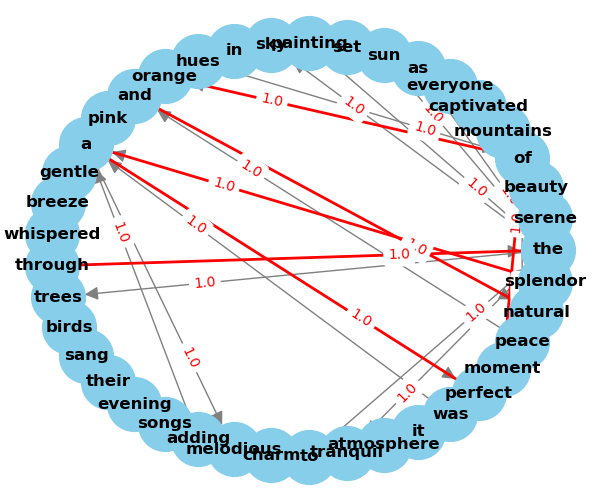 painting
sky
set
in
sun
hues
as
orange
everyone
and
1.0
1.0
captivated
1.0
pink
1.0
mountains
a
of
1.0
gentle
1.0
1.0
beauty
1.0
breeze
serene
1.0
1.0
1.0
whispered
1.0
the
1.0
through
splendor
1.0
trees
natural
1.0
1.0
birds
peace
sang
1.0
moment
their
perfect
1.0
evening
was
songs
it
adding
atmosphere
melodious
tranquil
charm
to